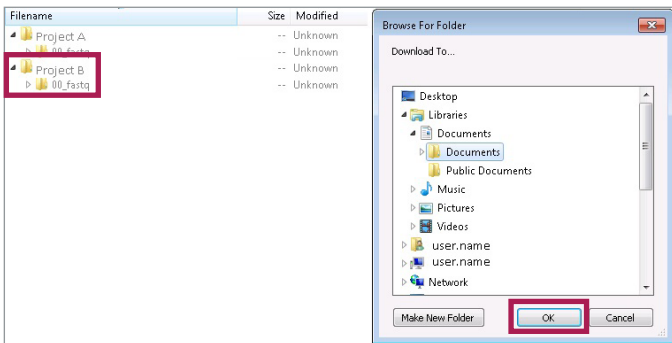 Filename Size Modified
Project A -- Unknown
00_fastq -- Unknown
Project B -- Unknown
00_fastq -- Unknown
Browse For Folder
Download To...
Desktop
Libraries
Documents
Documents
Public Documents
Music
Pictures
Videos
user.name
user.name
Network
Make New Folder OK Cancel